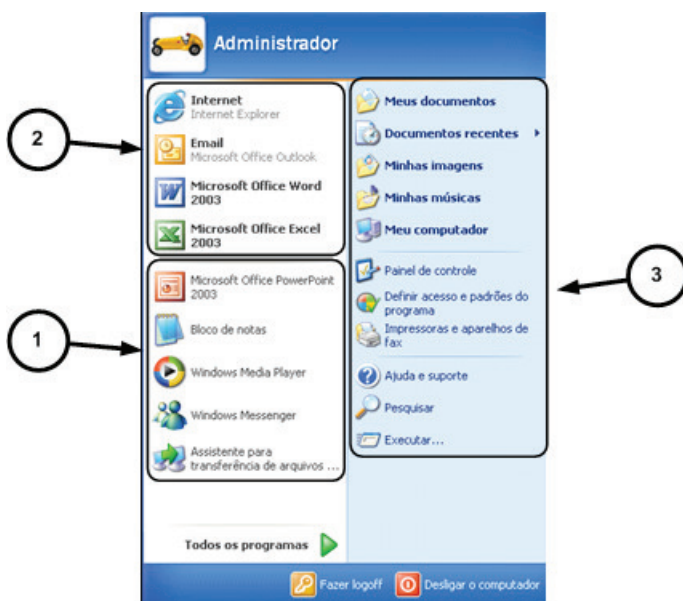 Administrador
2
Internet
Internet Explorer
Email
Microsoft Office Outlook
Microsoft Office Word
2003
Microsoft Office Excel
2003
1
Microsoft Office PowerPoint
2003
Bloco de notas
Windows Media Player
Windows Messenger
Assistente para
transferência de arquivos ...
Todos os programas
Meus documentos
Documentos recentes
Minhas imagens
Minhas músicas
Meu computador
3
Painel de controle
Definir acesso e padrões do
programa
Impressoras e aparelhos de
fax
Ajuda e suporte
Pesquisar
Executar...
Fazer logoff
Desligar o computador